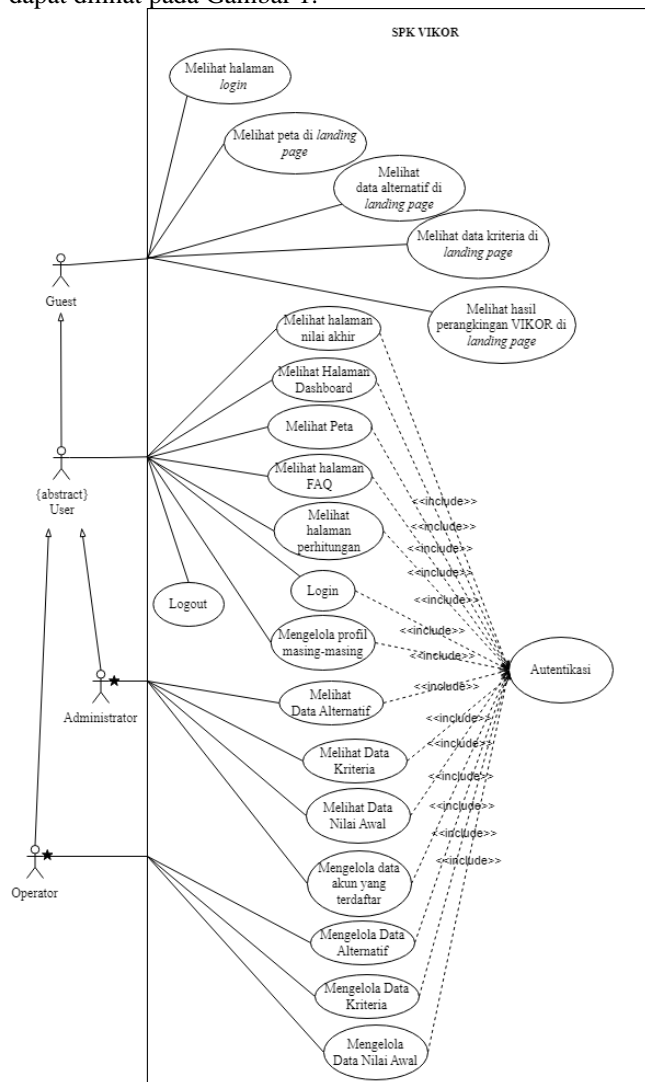 dapat dilihat pada Gambar 1.
SPK VIKOR
Melihat halaman
login
Melihat peta di landing
page
Melihat
data alternatif di
landing page
Melihat data kriteria di
landing page
Melihat hasil
perangkingan VIKOR di
landing page
Guest
Melihat halaman
nilai akhir
Melihat Halaman
Dashboard
Melihat Peta
Melihat halaman
FAQ
Melihat
halaman
perhitungan
{abstract}
User
Login
Logout
Mengelola profil
masing-masing
<<include>>
<<include>>
<<include>>
<<include>>
<<include>>
<<include>>
<<include>>
<<include>>
<<include>>
<<include>>
<<include>>
<<include>>
<<include>>
<<include>>
Autentikasi
Administrator
Melihat
Data Alternatif
Melihat Data
Kriteria
Melihat Data
Nilai Awal
Mengelola data
akun yang
terdaftar
Operator
Mengelola Data
Alternatif
Mengelola Data
Kriteria
Mengelola
Data Nilai Awal